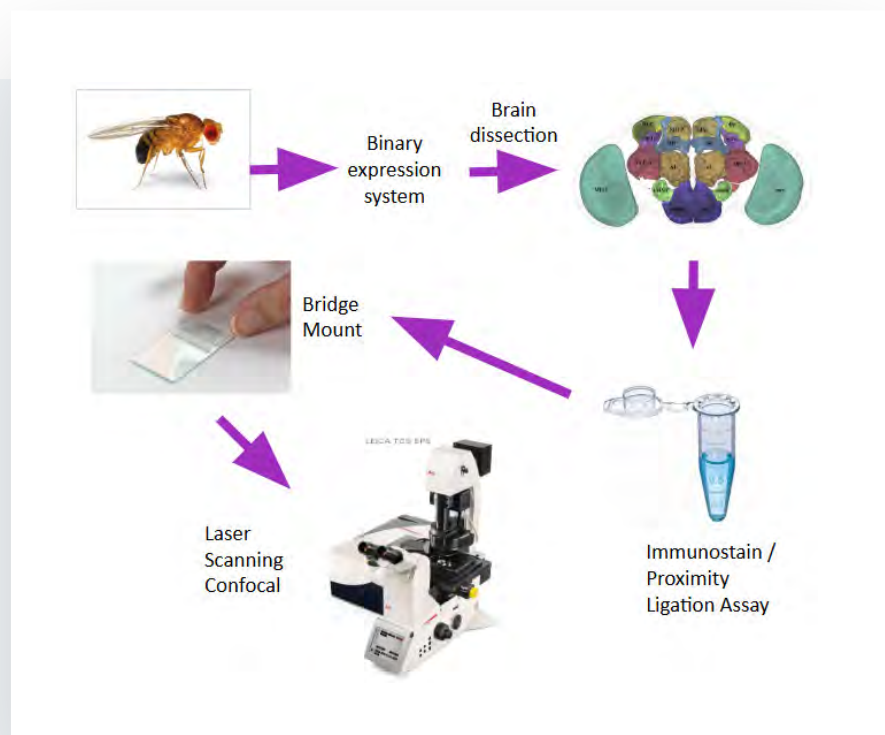 Binary
expression
system
Brain
dissection
Bridge
Mount
Immunostain /
Proximity
Ligation Assay
LEICA TCS SP5
Laser
Scanning
Confocal